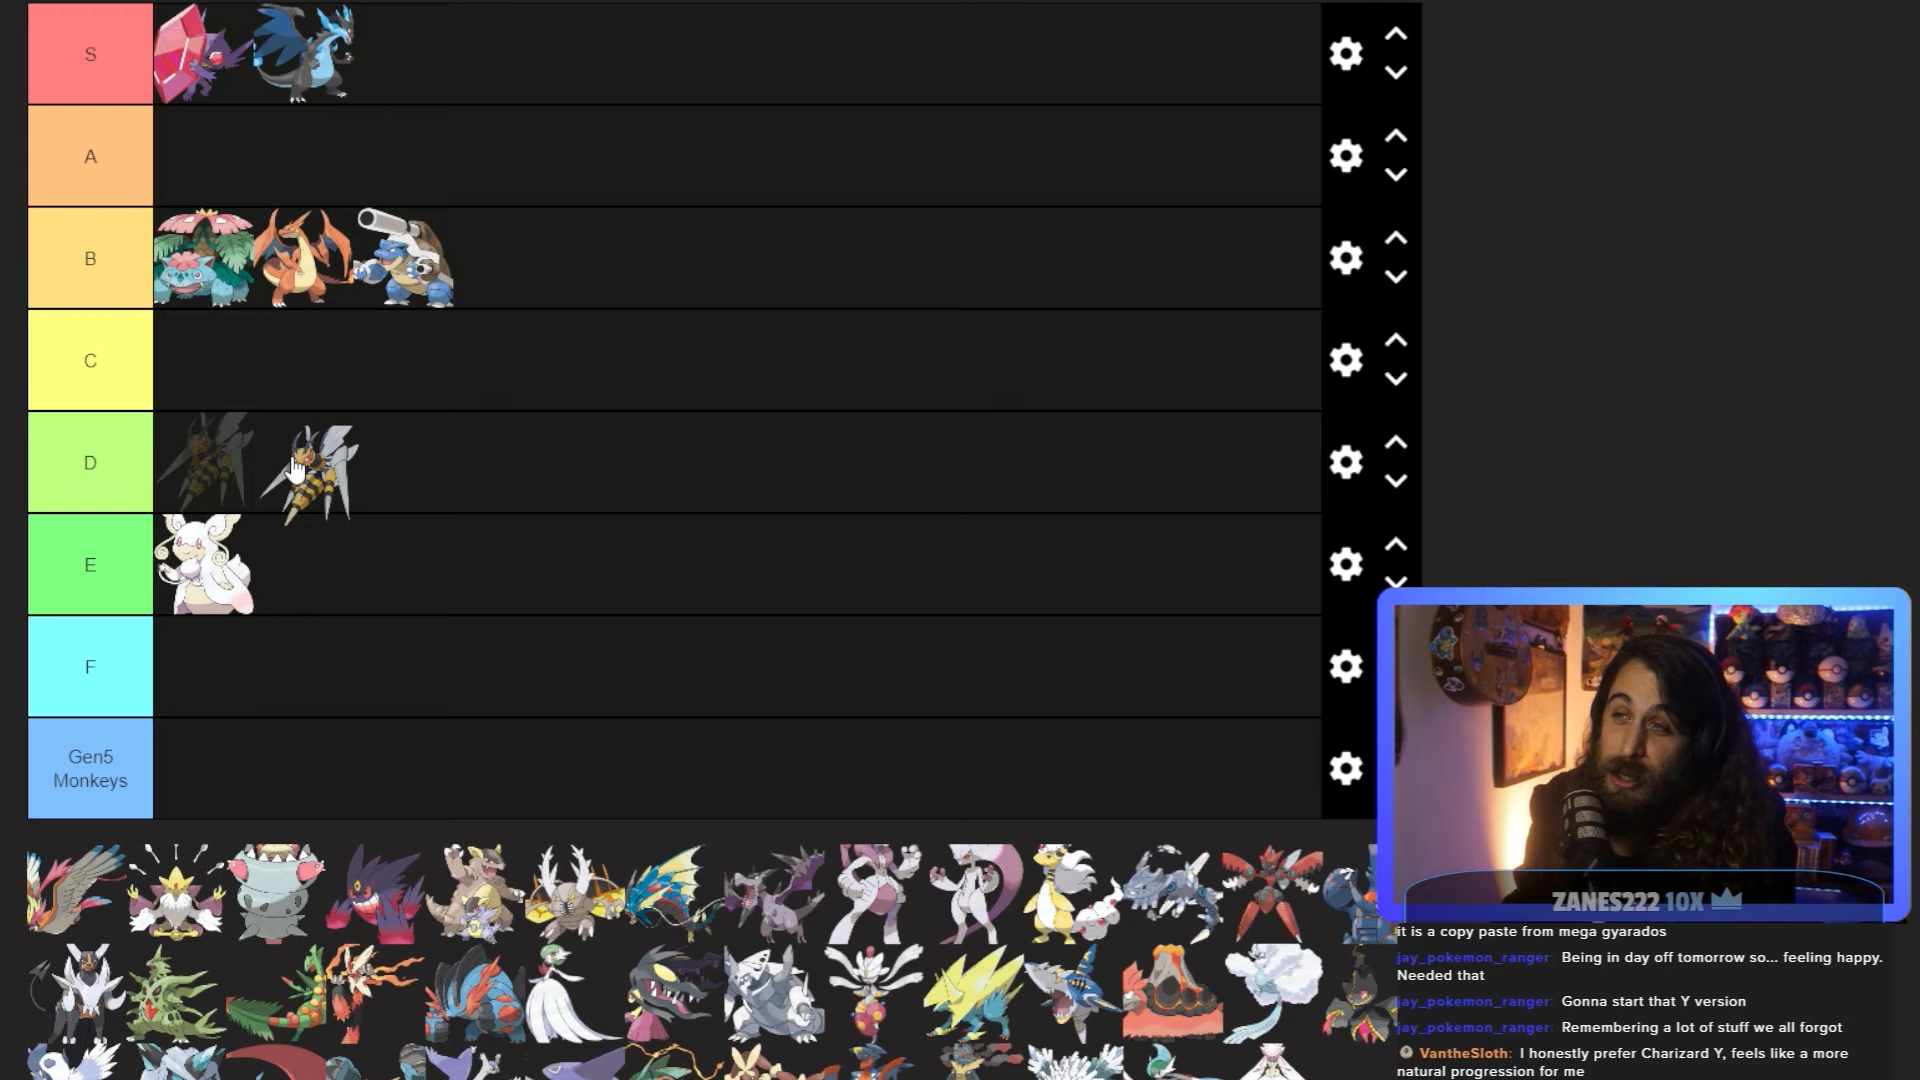 S
A
B
C
D
E
F
Gen5
Monkeys
ZANES222 10X
it is a copy paste from mega gyarados
jay_pokemon_ranger: Being in day off tomorrow so... feeling happy.
Needed that
jay_pokemon_ranger: Gonna start that Y version
jay_pokemon_ranger: Remembering a lot of stuff we all forgot
VantheSloth: I honestly prefer Charizard Y, feels like a more
natural progression for me